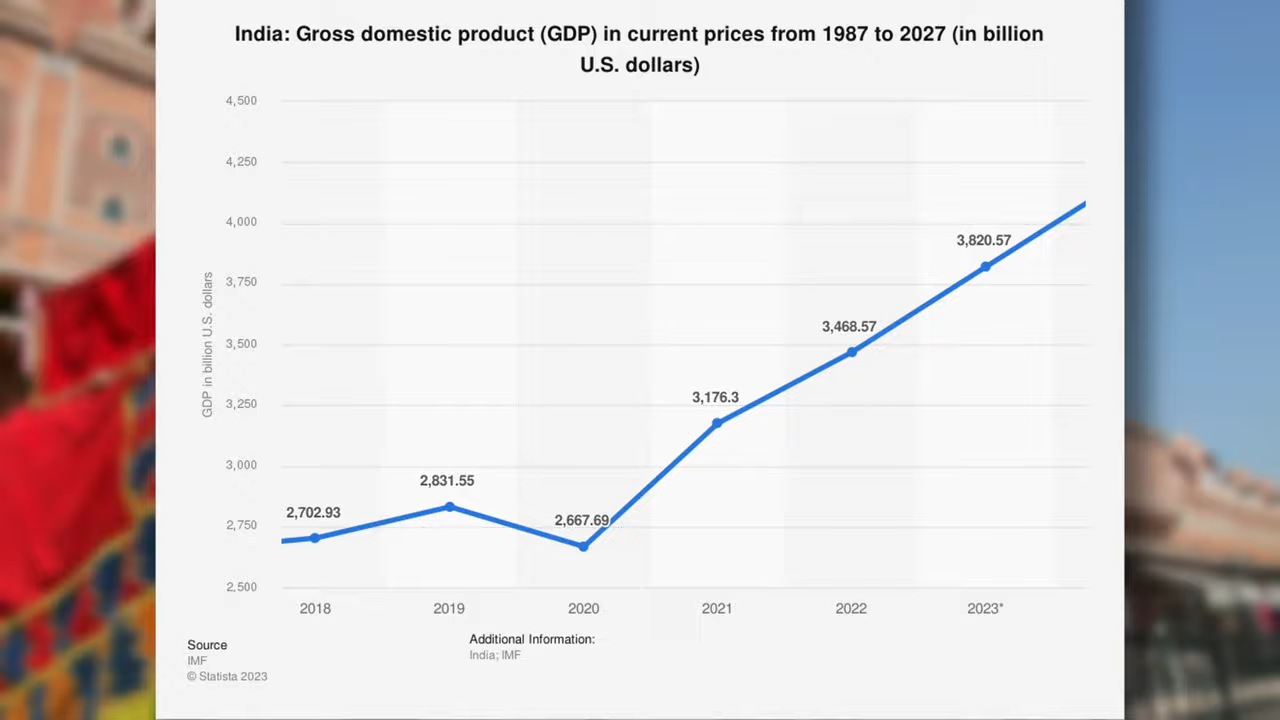 India: Gross domestic product (GDP) in current prices from 1987 to 2027 (in billion
U.S. dollars)
4,500
4,250
4,000
3,750
3,500
3,250
3,000
2,750
2,500
GDP in billion U.S. dollars
2,702.93
2,831.55
2,667.69
3,176.3
3,468.57
3,820.57
2018 2019 2020 2021 2022 2023*
Source
IMF
© Statista 2023
Additional Information:
India; IMF